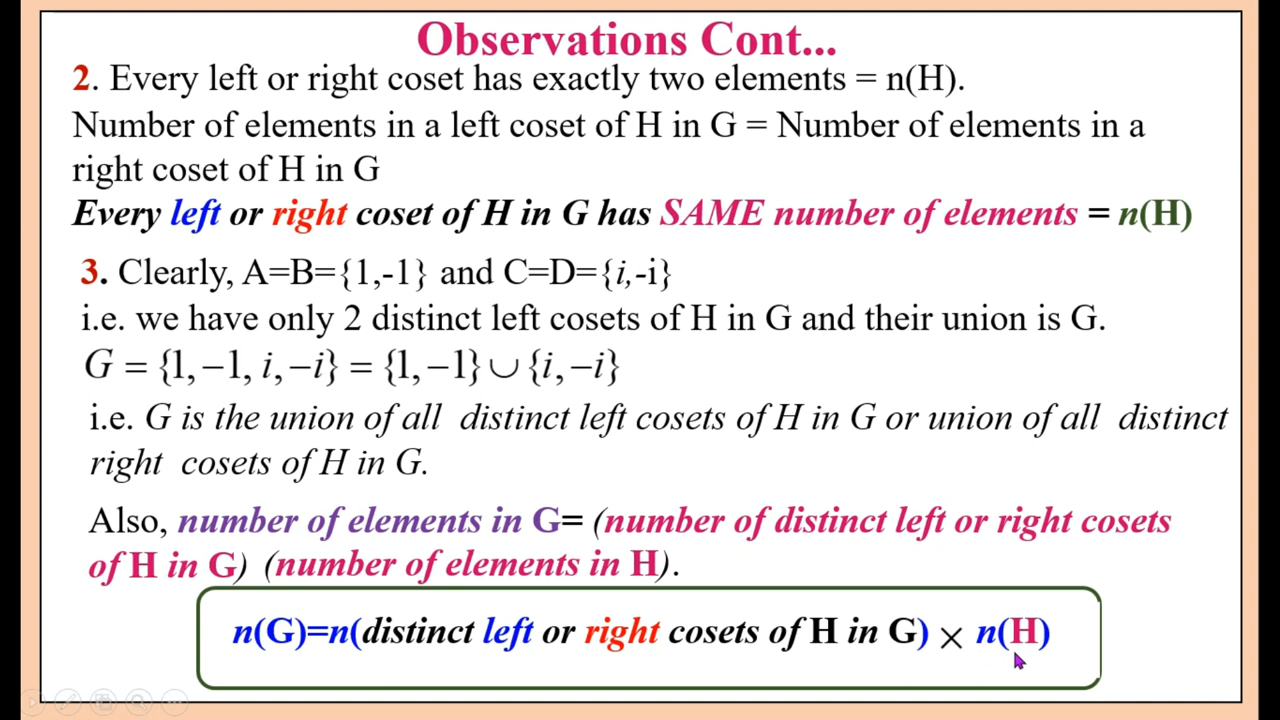 Observations Cont...
2. Every left or right coset has exactly two elements = n(H).
Number of elements in a left coset of H in G = Number of elements in a
right coset of H in G
Every left or right coset of H in G has SAME number of elements = n(H)
3. Clearly, A=B={1,-1} and C=D={i,-i}
i.e. we have only 2 distinct left cosets of H in G and their union is G.
G = {1, −1, i, −i} = {1, −1} ∪ {i, −i}
i.e. G is the union of all distinct left cosets of H in G or union of all distinct
right cosets of H in G.
Also, number of elements in G= (number of distinct left or right cosets
of H in G) (number of elements in H).
n(G)=n(distinct left or right cosets of H in G) × n(H)